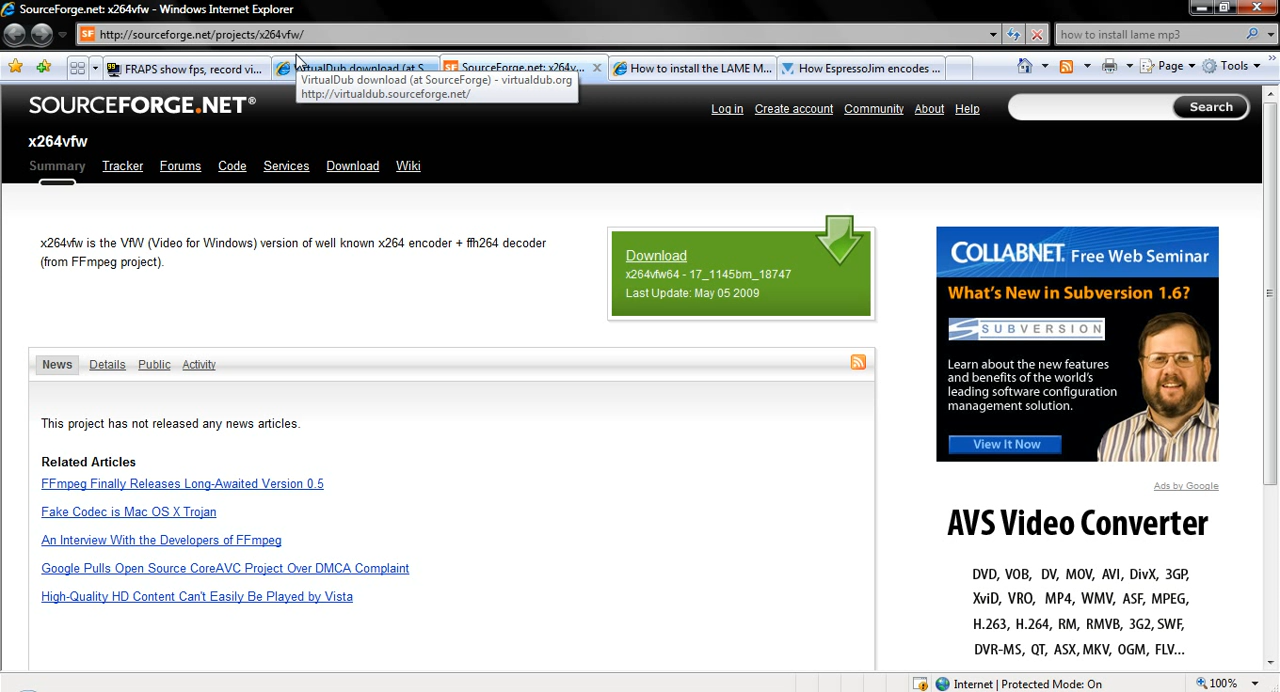 SourceForge.net: x264vfw - Windows Internet Explorer
http://sourceforge.net/projects/x264vfw/
how to install lame mp3
FRAPS show fps, record vi...
VirtualDub download (at S...
SourceForge.net: x264v...
How to install the LAME M...
How EspressoJim encodes ...
Page
Tools
VirtualDub download (at SourceForge) - virtualdub.org
http://virtualdub.sourceforge.net/
SOURCEFORGE.NET®
Log in Create account Community About Help
Search
x264vfw
Summary Tracker Forums Code Services Download Wiki
x264vfw is the VfW (Video for Windows) version of well known x264 encoder + ffh264 decoder
(from FFmpeg project).
Download
x264vfw64 - 17_1145bm_18747
Last Update: May 05 2009
COLLABNET. Free Web Seminar
What's New in Subversion 1.6?
SUBVERSION
Learn about the new features
and benefits of the world's
leading software configuration
management solution.
View It Now
News Details Public Activity
This project has not released any news articles.
Related Articles
FFmpeg Finally Releases Long-Awaited Version 0.5
Fake Codec is Mac OS X Trojan
An Interview With the Developers of FFmpeg
Google Pulls Open Source CoreAVC Project Over DMCA Complaint
High-Quality HD Content Can't Easily Be Played by Vista
Ads by Google
AVS Video Converter
DVD, VOB, DV, MOV, AVI, DivX, 3GP,
XviD, VRO, MP4, WMV, ASF, MPEG,
H.263, H.264, RM, RMVB, 3G2, SWF,
DVR-MS, QT, ASX, MKV, OGM, FLV...
Internet | Protected Mode: On
100%